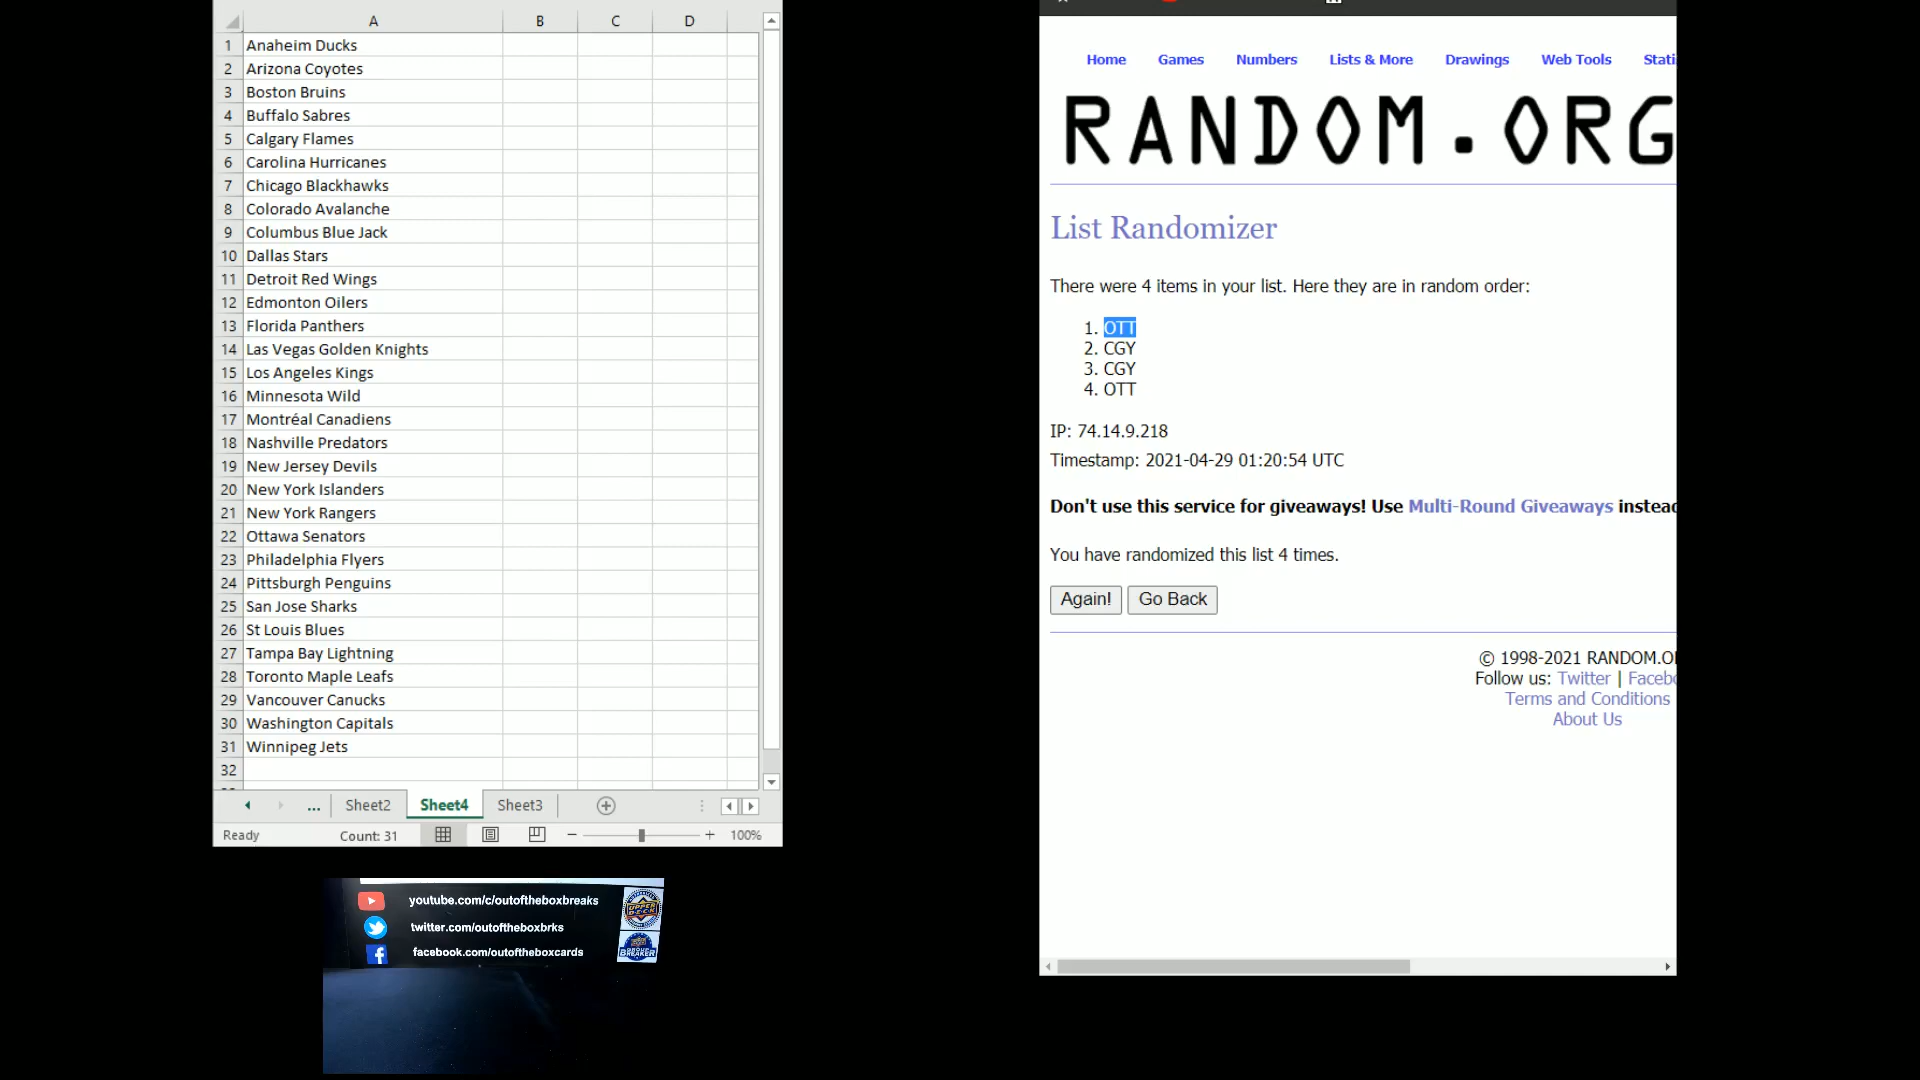 A B C D
1 Anaheim Ducks
2 Arizona Coyotes
3 Boston Bruins
4 Buffalo Sabres
5 Calgary Flames
6 Carolina Hurricanes
7 Chicago Blackhawks
8 Colorado Avalanche
9 Columbus Blue Jack
10 Dallas Stars
11 Detroit Red Wings
12 Edmonton Oilers
13 Florida Panthers
14 Las Vegas Golden Knights
15 Los Angeles Kings
16 Minnesota Wild
17 Montréal Canadiens
18 Nashville Predators
19 New Jersey Devils
20 New York Islanders
21 New York Rangers
22 Ottawa Senators
23 Philadelphia Flyers
24 Pittsburgh Penguins
25 San Jose Sharks
26 St Louis Blues
27 Tampa Bay Lightning
28 Toronto Maple Leafs
29 Vancouver Canucks
30 Washington Capitals
31 Winnipeg Jets
32
... Sheet2 Sheet4 Sheet3
Ready Count: 31 100%
youtube.com/c/outoftheboxbreaks
twitter.com/outoftheboxbrks
facebook.com/outoftheboxcards
UPPER DECK
Home Games Numbers Lists & More Drawings Web Tools Stati
RANDOM.ORG
List Randomizer
There were 4 items in your list. Here they are in random order:
1. OTT
2. CGY
3. CGY
4. OTT
IP: 74.14.9.218
Timestamp: 2021-04-29 01:20:54 UTC
Don't use this service for giveaways! Use Multi-Round Giveaways instead
You have randomized this list 4 times.
Again! Go Back
© 1998-2021 RANDOM.O
Follow us: Twitter | Facebo
Terms and Conditions
About Us